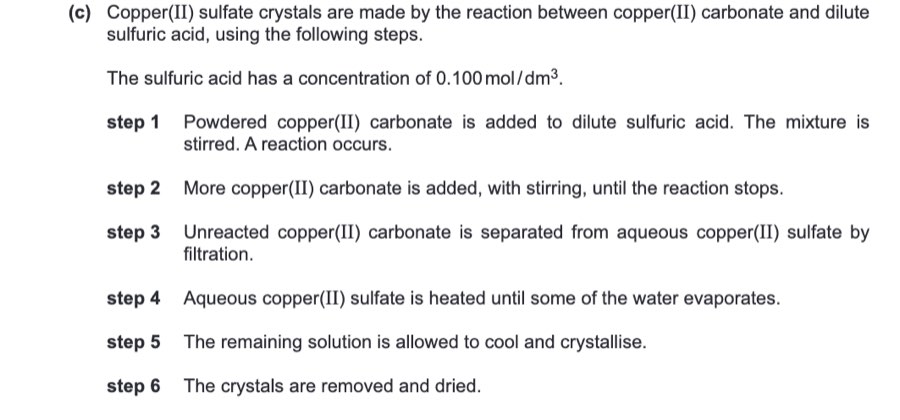 (c) Copper(II) sulfate crystals are made by the reaction between copper(II) carbonate and dilute
sulfuric acid, using the following steps.
The sulfuric acid has a concentration of 0.100 mol/dm³.
step 1 Powdered copper(II) carbonate is added to dilute sulfuric acid. The mixture is
stirred. A reaction occurs.
step 2 More copper(II) carbonate is added, with stirring, until the reaction stops.
step 3 Unreacted copper(II) carbonate is separated from aqueous copper(II) sulfate by
filtration.
step 4 Aqueous copper(II) sulfate is heated until some of the water evaporates.
step 5 The remaining solution is allowed to cool and crystallise.
step 6 The crystals are removed and dried.